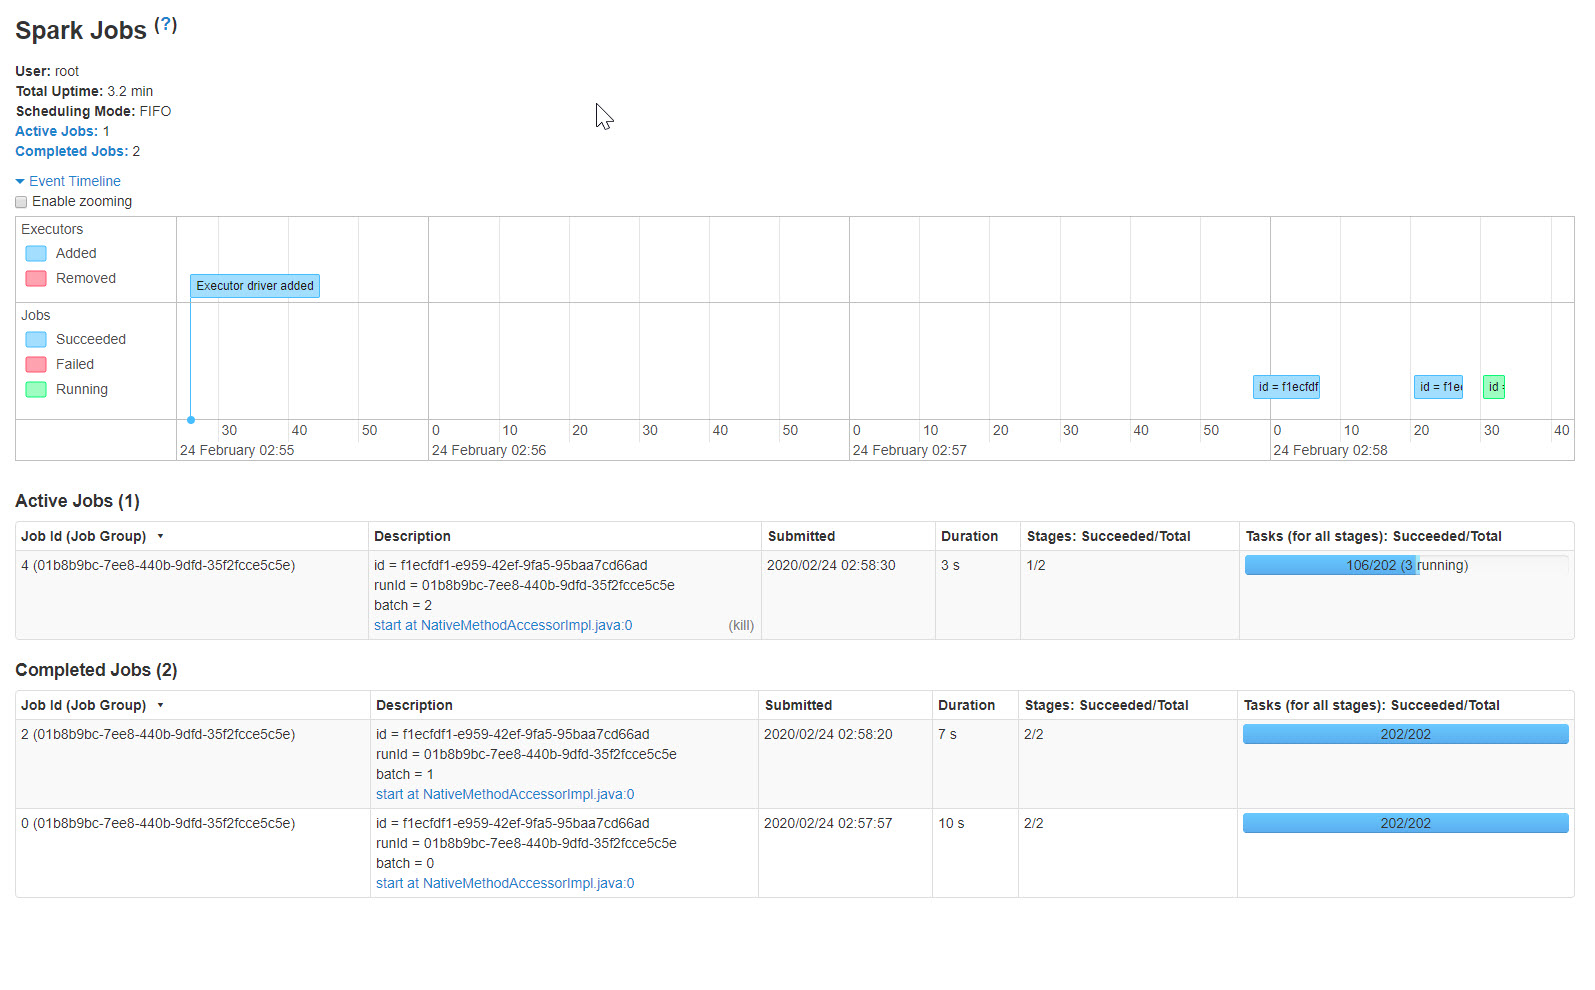 Spark Jobs (?)
User: root
Total Uptime: 3.2 min
Scheduling Mode: FIFO
Active Jobs: 1
Completed Jobs: 2
Event Timeline
Enable zooming
Executors
Added
Removed
Executor driver added
Jobs
Succeeded
Failed
Running
id = f1ecfdf
id = f1e
id =
30 40 50 0 10 20 30 40 50 0 10 20 30 40 50 0 10 20 30 40
24 February 02:55 24 February 02:56 24 February 02:57 24 February 02:58
Active Jobs (1)
Job Id (Job Group) ▾ Description Submitted Duration Stages: Succeeded/Total Tasks (for all stages): Succeeded/Total
4 (01b8b9bc-7ee8-440b-9dfd-35f2fcce5c5e) id = f1ecfdf1-e959-42ef-9fa5-95baa7cd66ad 2020/02/24 02:58:30 3 s 1/2 106/202 (3 running)
runId = 01b8b9bc-7ee8-440b-9dfd-35f2fcce5c5e
batch = 2
start at NativeMethodAccessorImpl.java:0 (kill)
Completed Jobs (2)
Job Id (Job Group) ▾ Description Submitted Duration Stages: Succeeded/Total Tasks (for all stages): Succeeded/Total
2 (01b8b9bc-7ee8-440b-9dfd-35f2fcce5c5e) id = f1ecfdf1-e959-42ef-9fa5-95baa7cd66ad 2020/02/24 02:58:20 7 s 2/2 202/202
runId = 01b8b9bc-7ee8-440b-9dfd-35f2fcce5c5e
batch = 1
start at NativeMethodAccessorImpl.java:0
0 (01b8b9bc-7ee8-440b-9dfd-35f2fcce5c5e) id = f1ecfdf1-e959-42ef-9fa5-95baa7cd66ad 2020/02/24 02:57:57 10 s 2/2 202/202
runId = 01b8b9bc-7ee8-440b-9dfd-35f2fcce5c5e
batch = 0
start at NativeMethodAccessorImpl.java:0